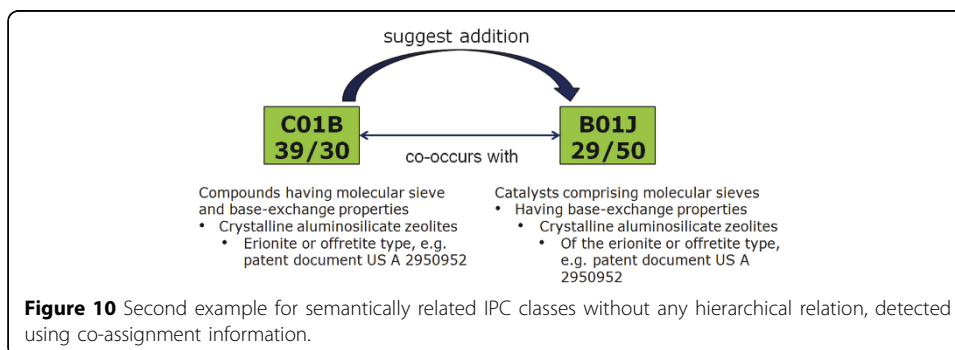 suggest addition
C01B
39/30
B01J
29/50
co-occurs with
Compounds having molecular sieve
and base-exchange properties
• Crystalline aluminosilicate zeolites
• Erionite or offretite type, e.g.
patent document US A 2950952
Catalysts comprising molecular sieves
• Having base-exchange properties
• Crystalline aluminosilicate zeolites
• Of the erionite or offretite type,
e.g. patent document US A
2950952
Figure 10 Second example for semantically related IPC classes without any hierarchical relation, detected
using co-assignment information.